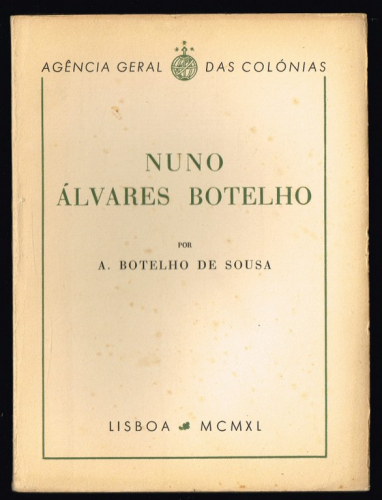 AGÊNCIA GERAL DAS COLÓNIAS
NUNO
ÁLVARES BOTELHO
POR
A. BOTELHO DE SOUSA
LISBOA MCMXL